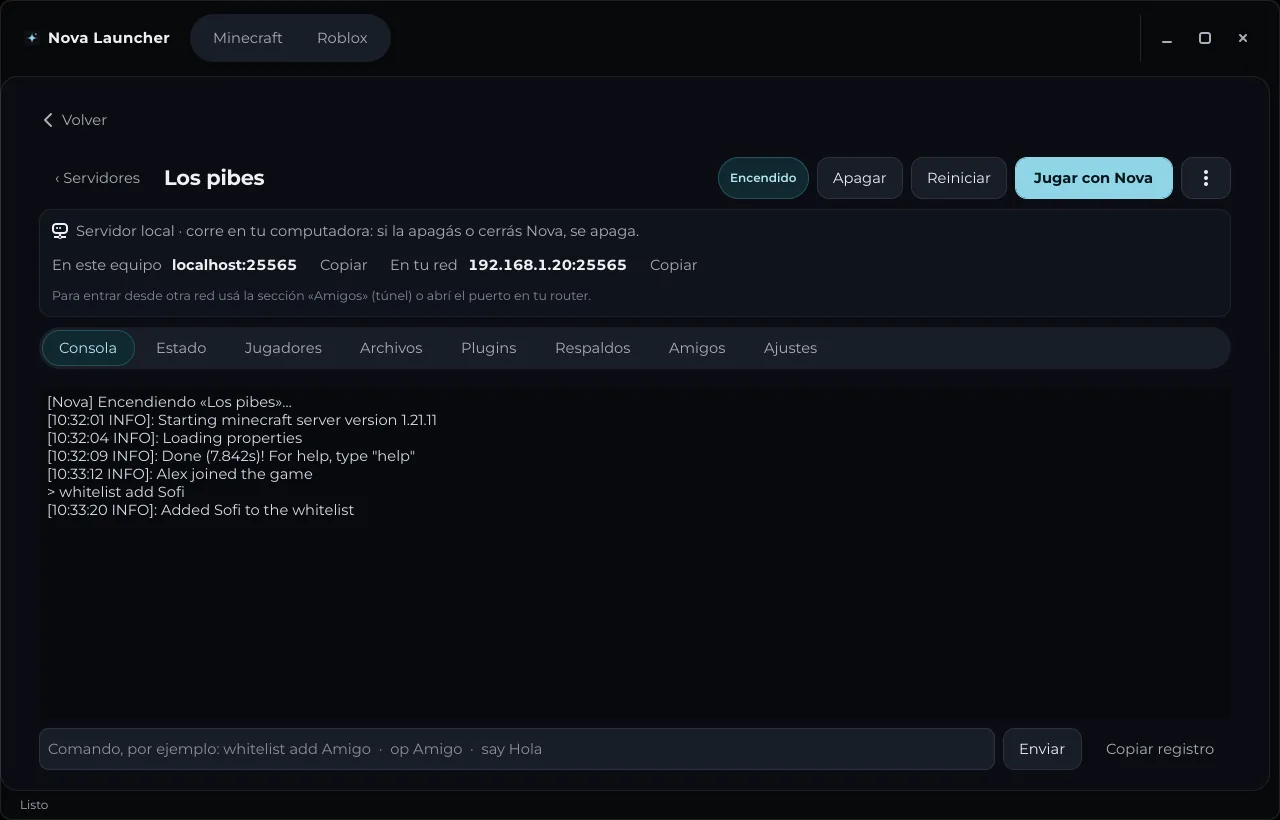 Nova Launcher Minecraft Roblox
Volver
‹ Servidores Los pibes Encendido Apagar Reiniciar Jugar con Nova
Servidor local · corre en tu computadora: si la apagás o cerrás Nova, se apaga.
En este equipo localhost:25565 Copiar En tu red 192.168.1.20:25565 Copiar
Para entrar desde otra red usá la sección «Amigos» (túnel) o abrí el puerto en tu router.
Consola Estado Jugadores Archivos Plugins Respaldos Amigos Ajustes
[Nova] Encendiendo «Los pibes»...
[10:32:01 INFO]: Starting minecraft server version 1.21.11
[10:32:04 INFO]: Loading properties
[10:32:09 INFO]: Done (7.842s)! For help, type "help"
[10:33:12 INFO]: Alex joined the game
> whitelist add Sofi
[10:33:20 INFO]: Added Sofi to the whitelist
Comando, por ejemplo: whitelist add Amigo · op Amigo · say Hola Enviar Copiar registro
Listo